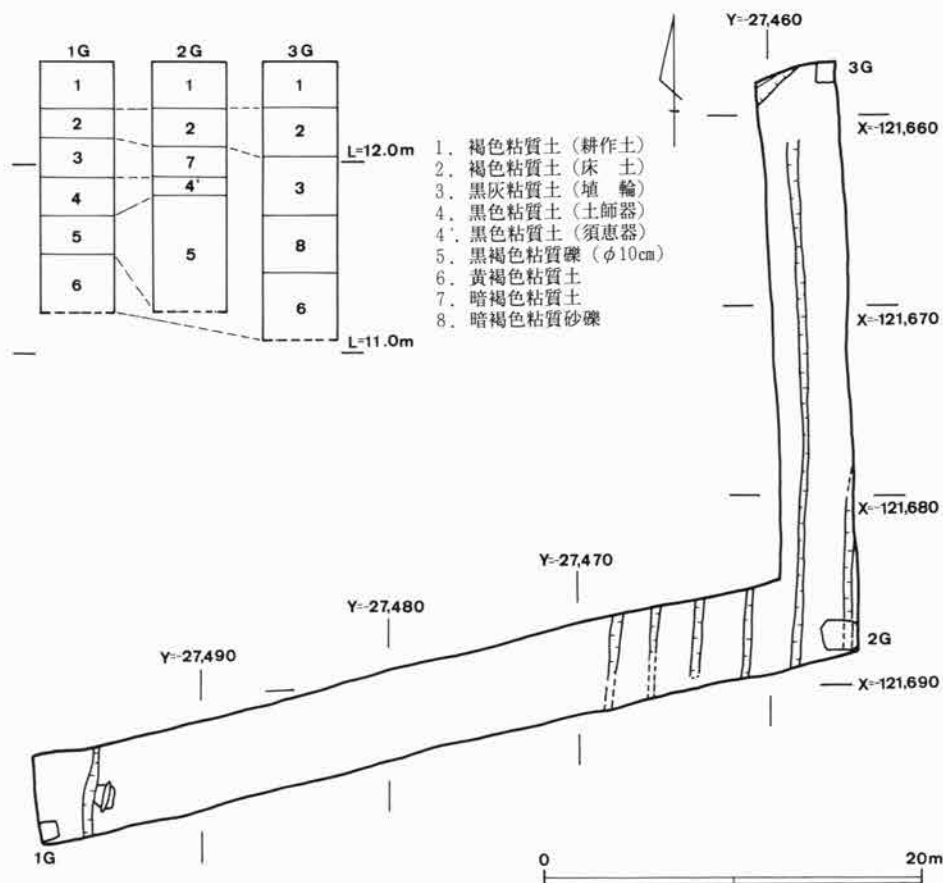 1G 2G 3G
1 1 1
2 2 2
3 7 3
4 4'
5 5 8
6 6
L=12.0m
L=11.0m
1. 褐色粘質土(耕作土)
2. 褐色粘質土(床 土)
3. 黒灰粘質土(埴 輪)
4. 黒色粘質土(土師器)
4'. 黒色粘質土(須恵器)
5. 黒褐色粘質礫(φ10㎝)
6. 黄褐色粘質土
7. 暗褐色粘質土
8. 暗褐色粘質砂礫
Y=-27,460
3G
X=-121,660
X=-121,670
X=-121,680
Y=-27,470
Y=-27,480
Y=-27,490
2G
X=-121,690
1G
0 20m